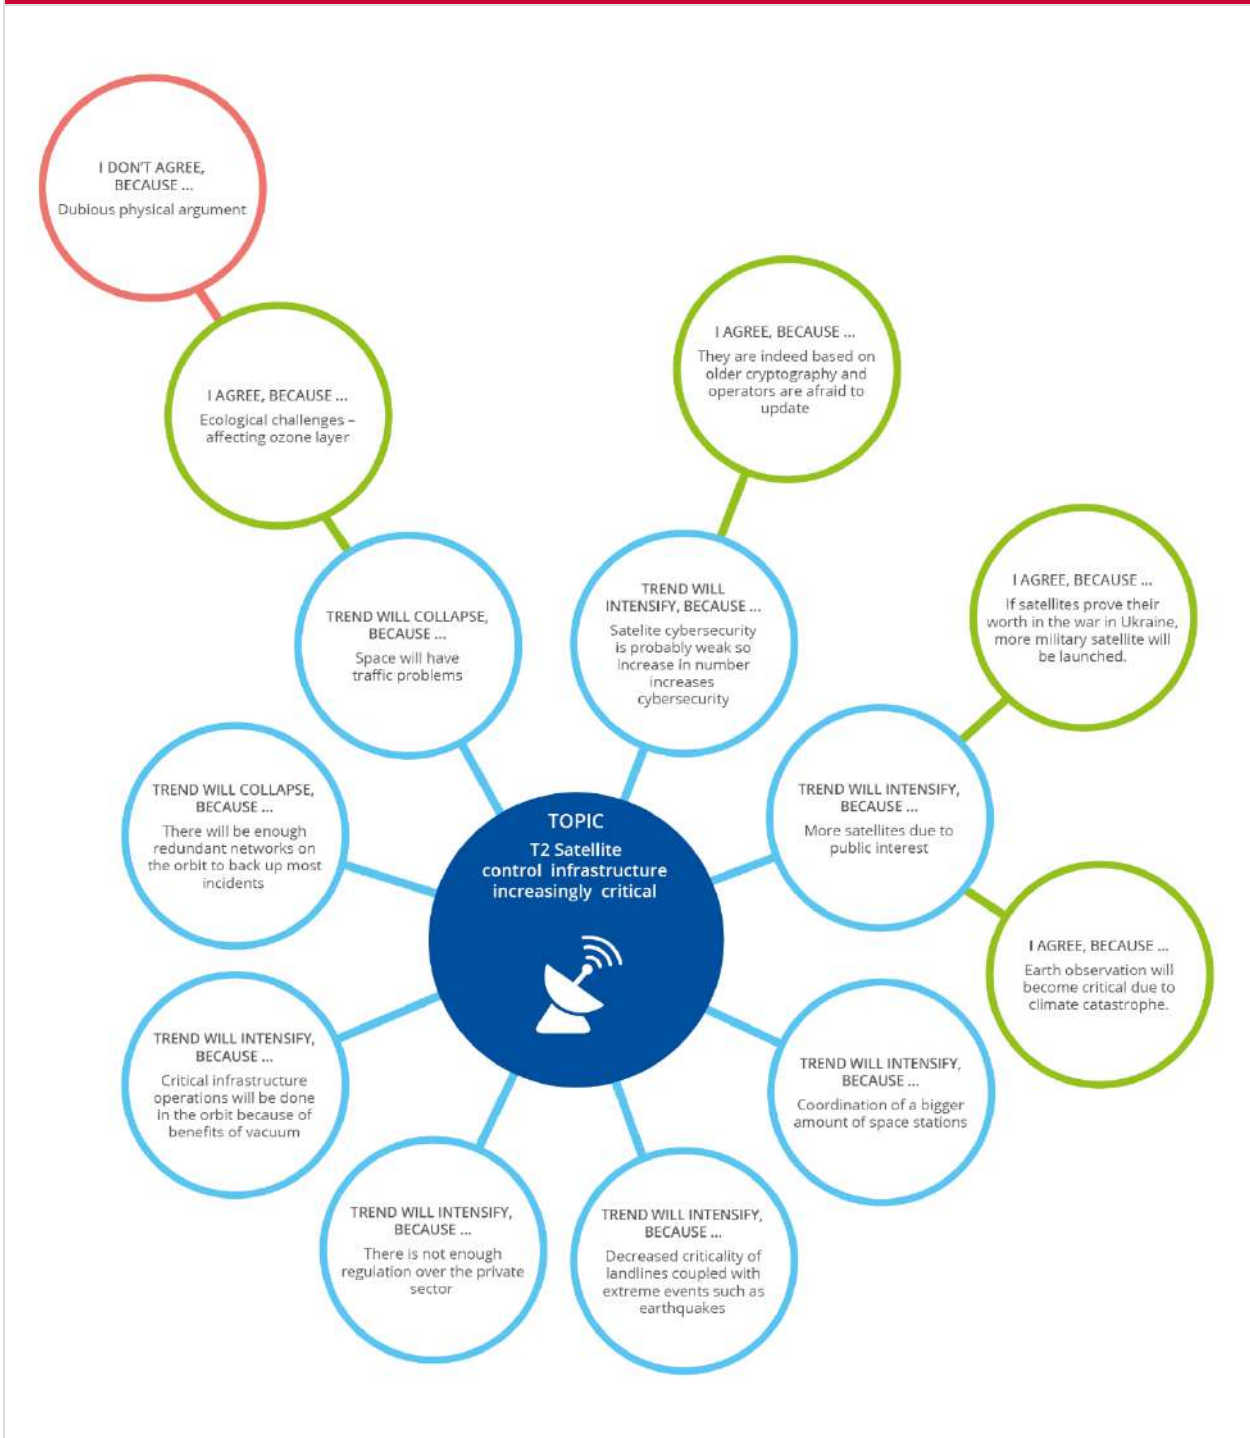 I DON'T AGREE,
BECAUSE ...
Dubious physical argument
I AGREE, BECAUSE ...
They are indeed based on
older cryptography and
operators are afraid to
update
I AGREE, BECAUSE ...
Ecological challenges –
affecting ozone layer
I AGREE, BECAUSE ...
If satellites prove their
worth in the war in Ukraine,
more military satellite will
be launched.
TREND WILL COLLAPSE,
BECAUSE ...
Space will have
traffic problems
TREND WILL
INTENSIFY, BECAUSE ...
Satelite cybersecurity
is probably weak so
increase in number
increases
cybersecurity
TREND WILL COLLAPSE,
BECAUSE ...
There will be enough
redundant networks on
the orbit to back up most
incidents
TOPIC
T2 Satellite
control infrastructure
increasingly critical
TREND WILL INTENSIFY,
BECAUSE ...
More satellites due to
public interest
I AGREE, BECAUSE ...
Earth observation will
become critical due to
climate catastrophe.
TREND WILL INTENSIFY,
BECAUSE ...
Critical infrastructure
operations will be done
in the orbit because of
benefits of vacuum
TREND WILL INTENSIFY,
BECAUSE ...
Coordination of a bigger
amount of space stations
TREND WILL INTENSIFY,
BECAUSE ...
There is not enough
regulation over the private
sector
TREND WILL INTENSIFY,
BECAUSE ...
Decreased criticality of
landlines coupled with
extreme events such as
earthquakes